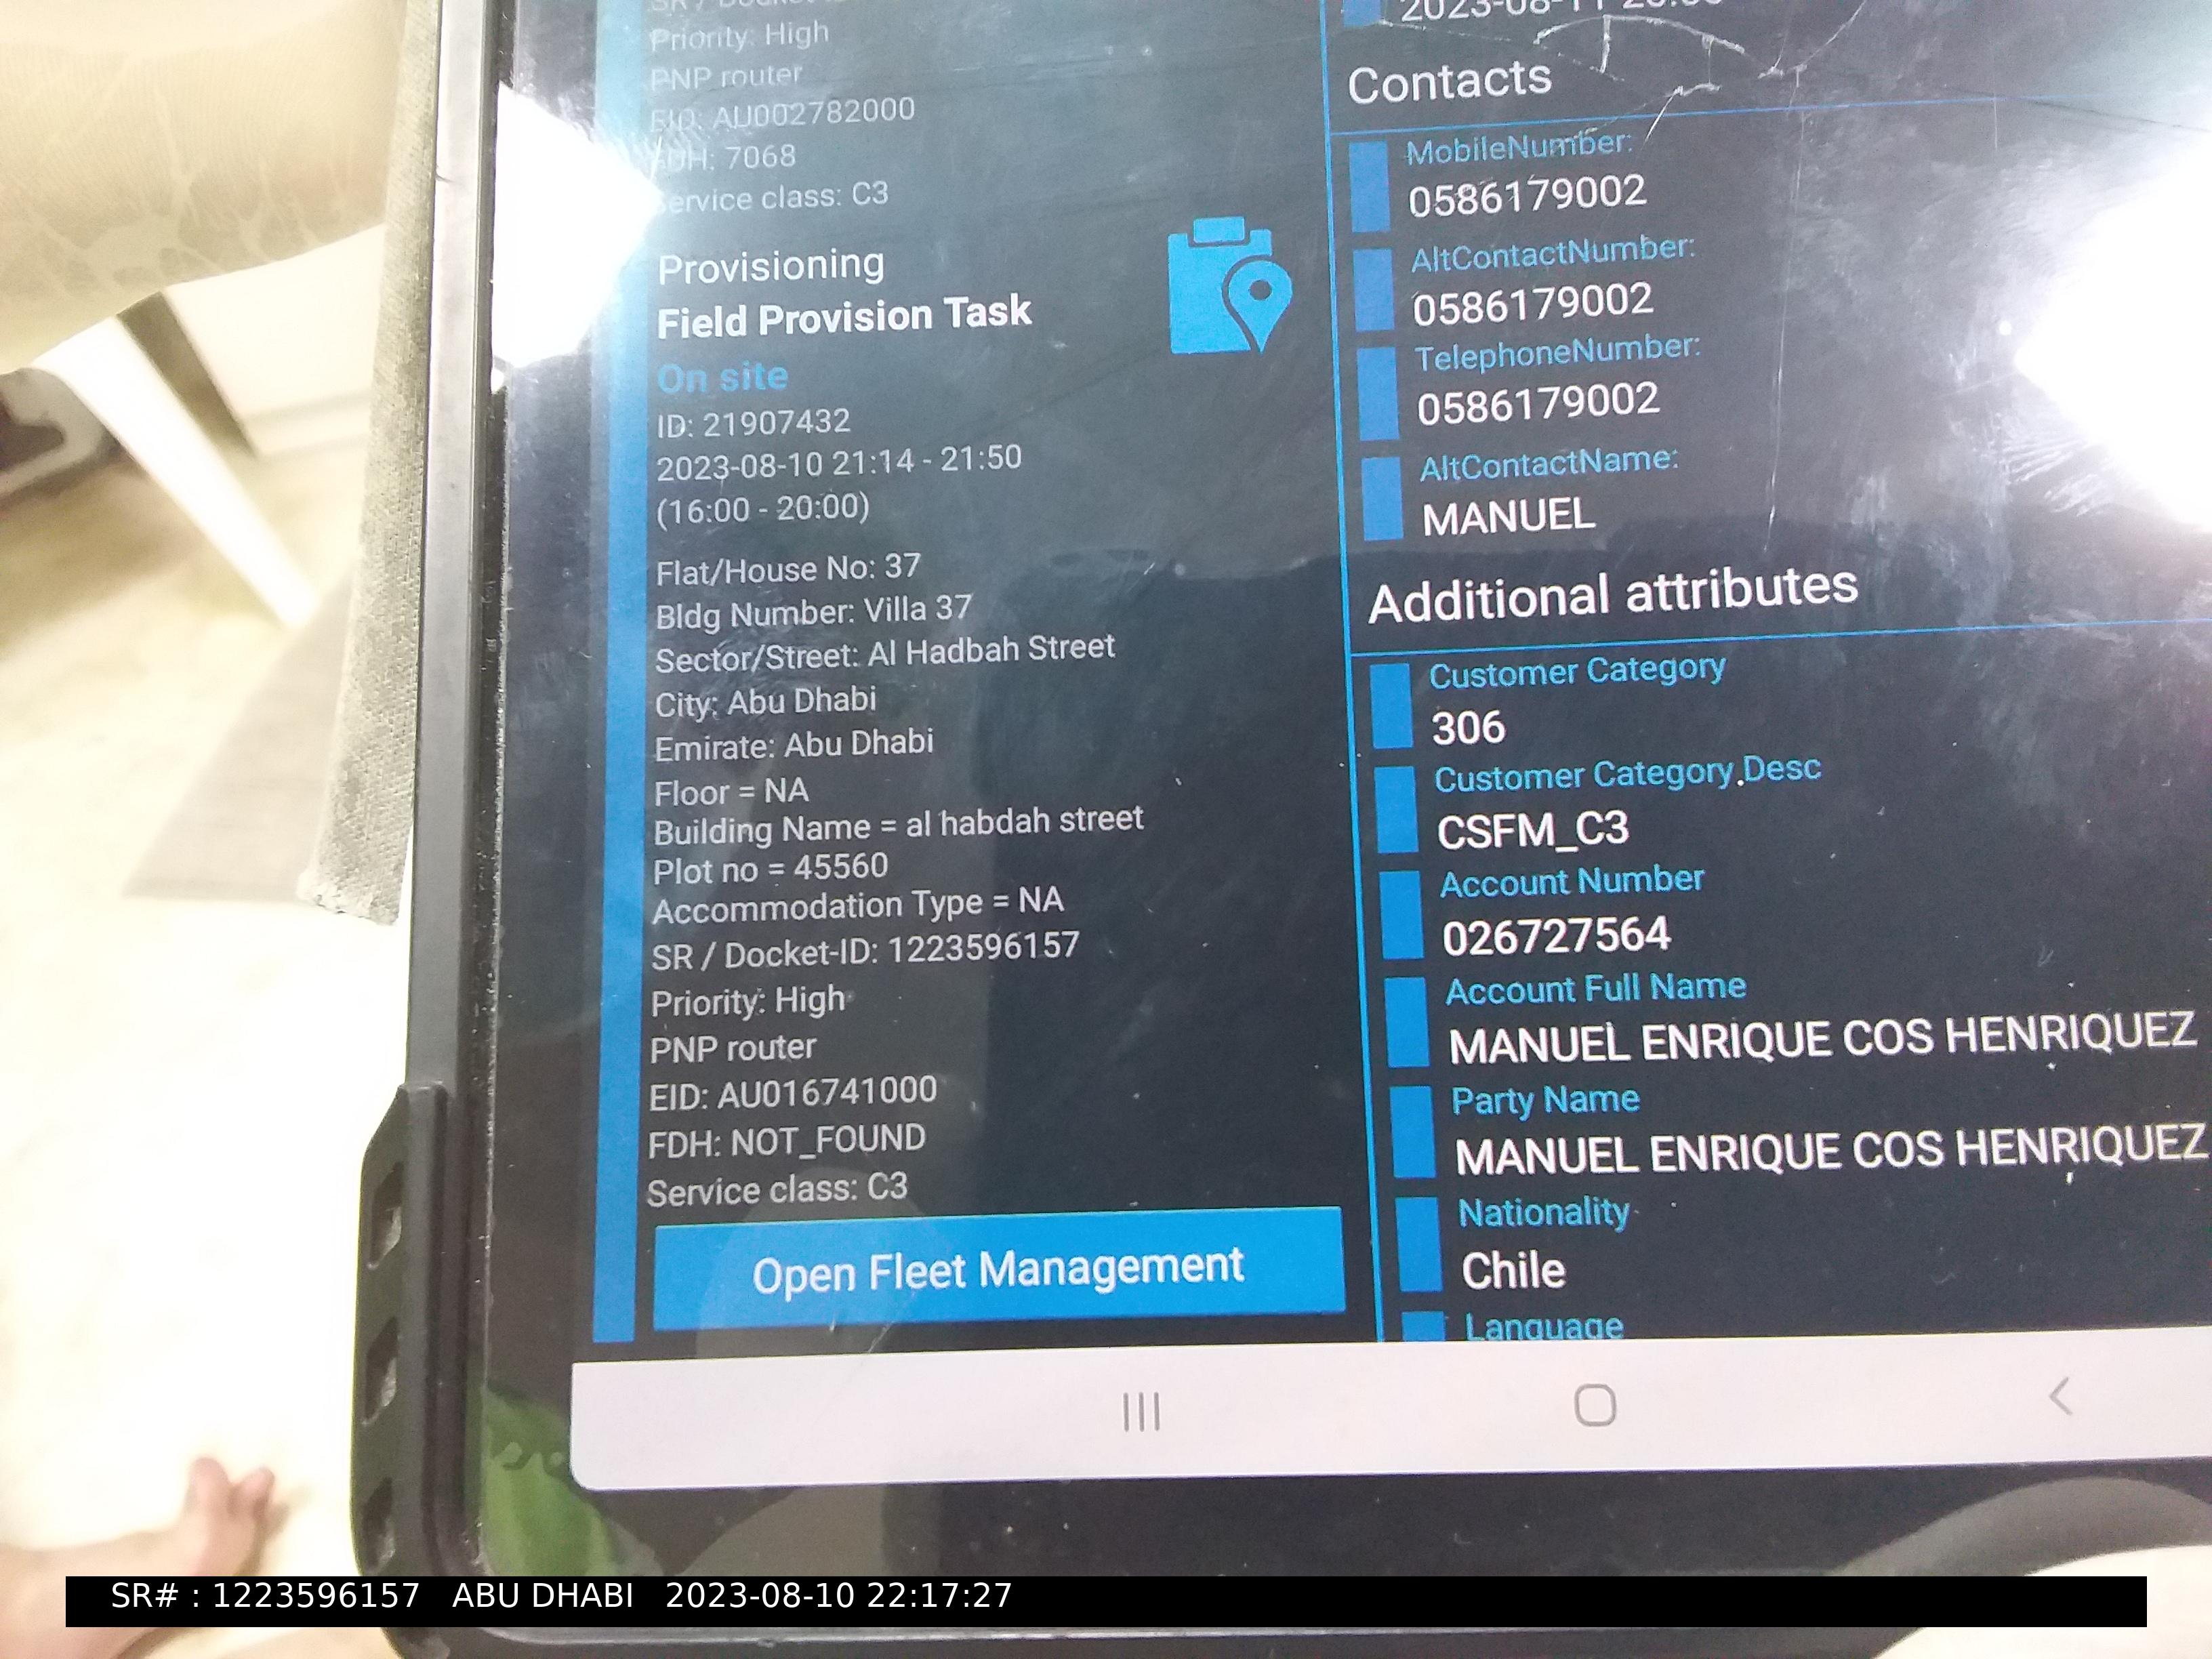 Priority: High
PNP router
EID: AU002782000
FDH: 7068
Service class: C3
Provisioning
Field Provision Task
On site
ID: 21907432
2023-08-10 21:14 - 21:50
(16:00 - 20:00)
Flat/House No: 37
Bldg Number: Villa 37
Sector/Street: Al Hadbah Street
City: Abu Dhabi
Emirate: Abu Dhabi
Floor = NA
Building Name = al habdah street
Plot no = 45560
Accommodation Type = NA
SR / Docket-ID: 1223596157
Priority: High
PNP router
EID: AU016741000
FDH: NOT_FOUND
Service class: C3
Open Fleet Management
Contacts
MobileNumber:
0586179002
AltContactNumber:
0586179002
TelephoneNumber:
0586179002
AltContactName:
MANUEL
Additional attributes
Customer Category
306
Customer Category Desc
CSFM_C3
Account Number
026727564
Account Full Name
MANUEL ENRIQUE COS HENRIQUEZ
Party Name
MANUEL ENRIQUE COS HENRIQUEZ
Nationality
Chile
Language
SR# : 1223596157 ABU DHABI 2023-08-10 22:17:27